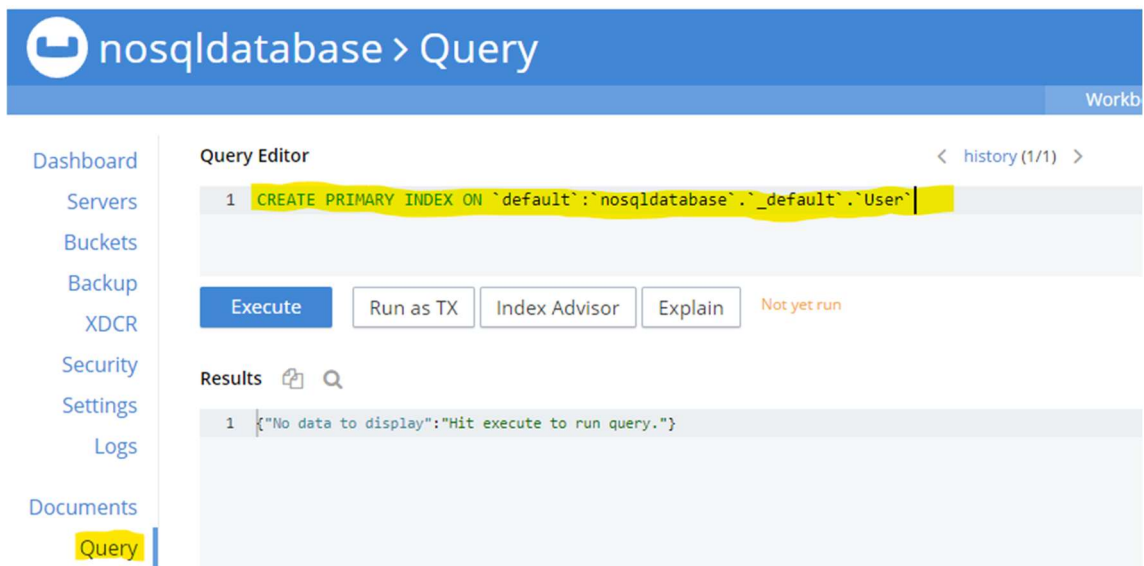 nosqldatabase > Query
Workb
Dashboard
Servers
Buckets
Backup
XDCR
Security
Settings
Logs
Documents
Query
Query Editor
< history (1/1) >
1 CREATE PRIMARY INDEX ON `default`:`nosqldatabase`.`_default`.`User`
Execute Run as TX Index Advisor Explain Not yet run
Results
1 {"No data to display":"Hit execute to run query."}